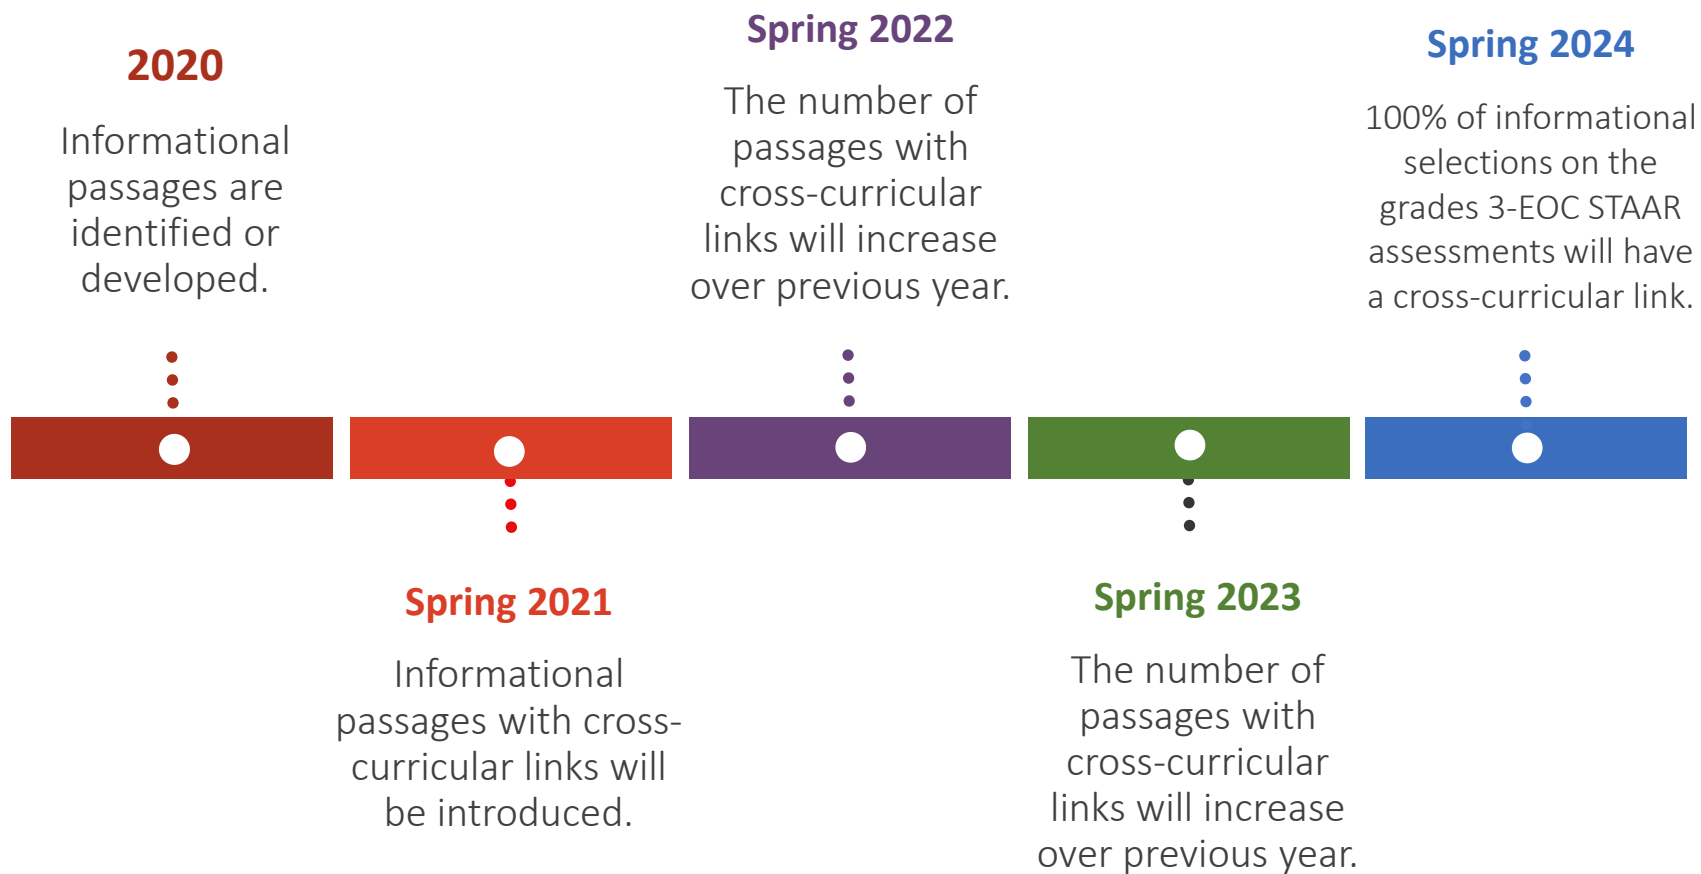 2020
Informational
passages are
identified or
developed.
Spring 2021
Informational
passages with cross-
curricular links will
be introduced.
Spring 2022
The number of
passages with
cross-curricular
links will increase
over previous year.
Spring 2023
The number of
passages with
cross-curricular
links will increase
over previous year.
Spring 2024
100% of informational
selections on the
grades 3-EOC STAAR
assessments will have
a cross-curricular link.